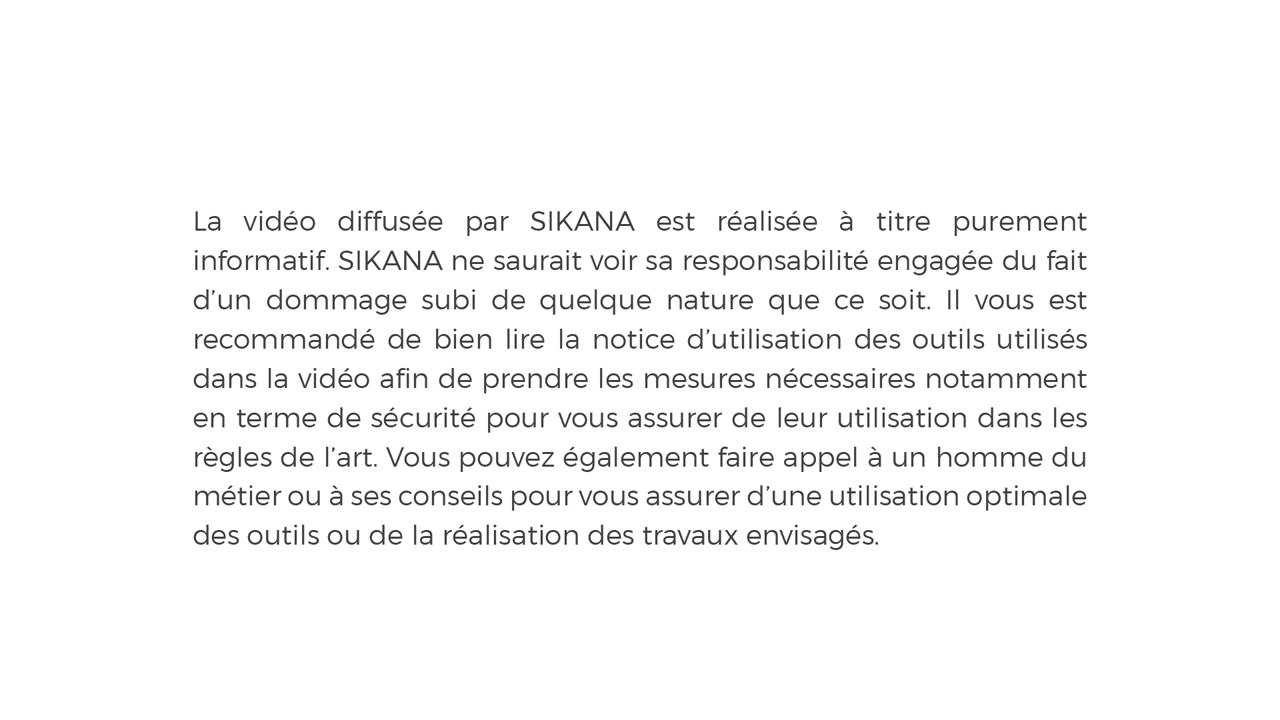 La vidéo diffusée par SIKANA est réalisée à titre purement
informatif. SIKANA ne saurait voir sa responsabilité engagée du fait
d’un dommage subi de quelque nature que ce soit. Il vous est
recommandé de bien lire la notice d’utilisation des outils utilisés
dans la vidéo afin de prendre les mesures nécessaires notamment
en terme de sécurité pour vous assurer de leur utilisation dans les
règles de l’art. Vous pouvez également faire appel à un homme du
métier ou à ses conseils pour vous assurer d’une utilisation optimale
des outils ou de la réalisation des travaux envisagés.